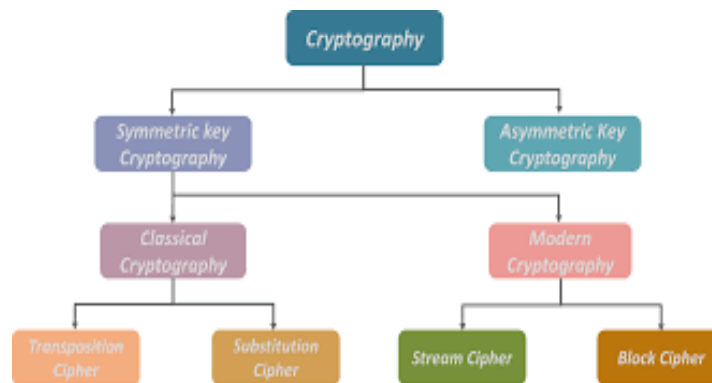 Cryptography
Symmetric key
Cryptography
Asymmetric Key
Cryptography
Classical
Cryptography
Modern
Cryptography
Transposition
Cipher
Substitution
Cipher
Stream Cipher
Block Cipher